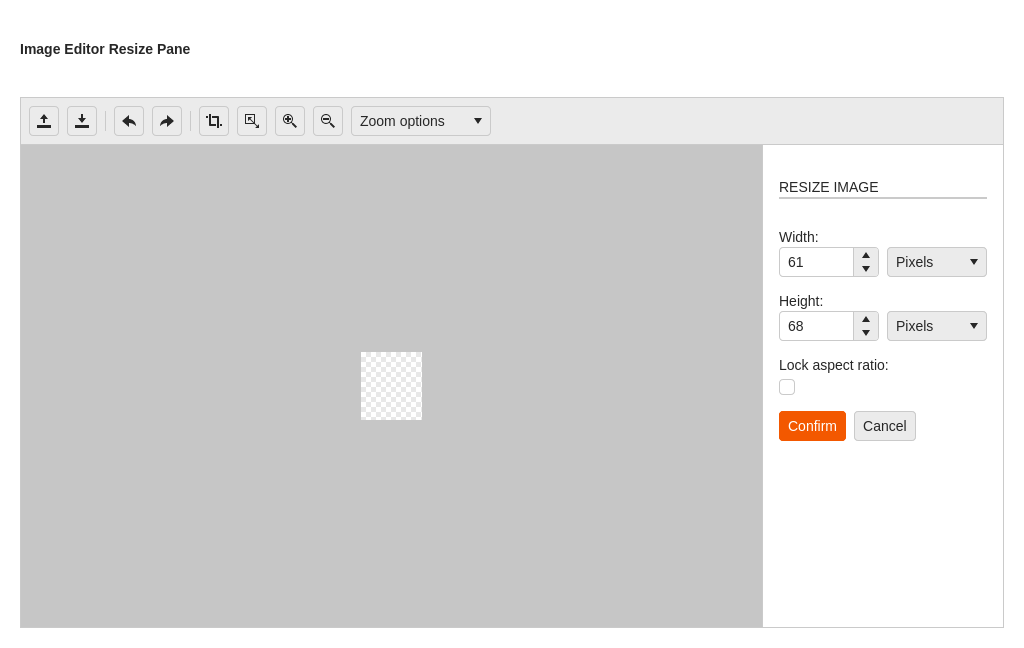 Image Editor Resize Pane
Zoom options
RESIZE IMAGE
Width:
61 Pixels
Height:
68 Pixels
Lock aspect ratio:
Confirm Cancel